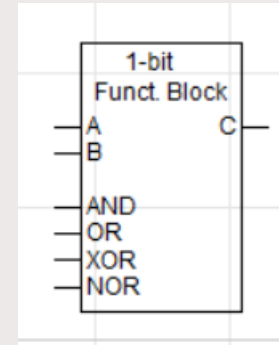 1-bit
Funct. Block
A C
B
AND
OR
XOR
NOR